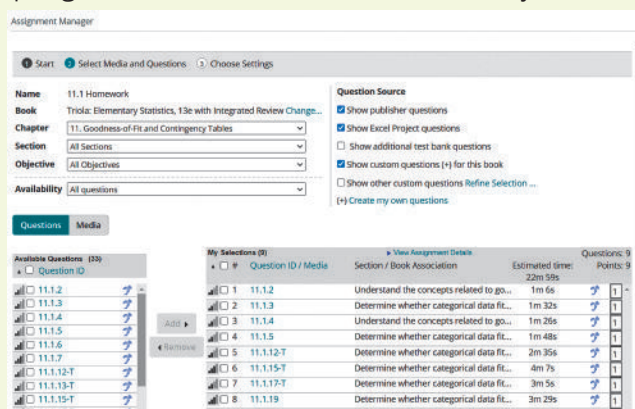 Assignment Manager
1 Start 2 Select Media and Questions 3 Choose Settings
Name 11.1 Homework
Book Triola: Elementary Statistics, 13e with Integrated Review Change...
Chapter 11. Goodness-of-Fit and Contingency Tables
Section All Sections
Objective All Objectives
Availability All questions
Question Source
Show publisher questions
Show Excel Project questions
Show additional test bank questions
Show custom questions (+) for this book
Show other custom questions Refine Selection ...
(+) Create my own questions
Questions Media
Available Questions (33)
Question ID
11.1.2
11.1.3
11.1.4
11.1.5
11.1.6
11.1.7
11.1.12-T
11.1.13-T
11.1.15-T
Add
Remove
My Selections (9) View Assignment Details Questions: 9
# Question ID / Media Section / Book Association Estimated time: Points: 9
22m 59s
1 11.1.2 Understand the concepts related to go... 1m 6s 1
2 11.1.3 Determine whether categorical data fit... 1m 32s 1
3 11.1.4 Understand the concepts related to go... 1m 26s 1
4 11.1.5 Determine whether categorical data fit... 1m 48s 1
5 11.1.12-T Determine whether categorical data fit... 2m 35s 1
6 11.1.15-T Determine whether categorical data fit... 4m 7s 1
7 11.1.17-T Determine whether categorical data fit... 3m 5s 1
8 11.1.19 Determine whether categorical data fit... 3m 29s 1